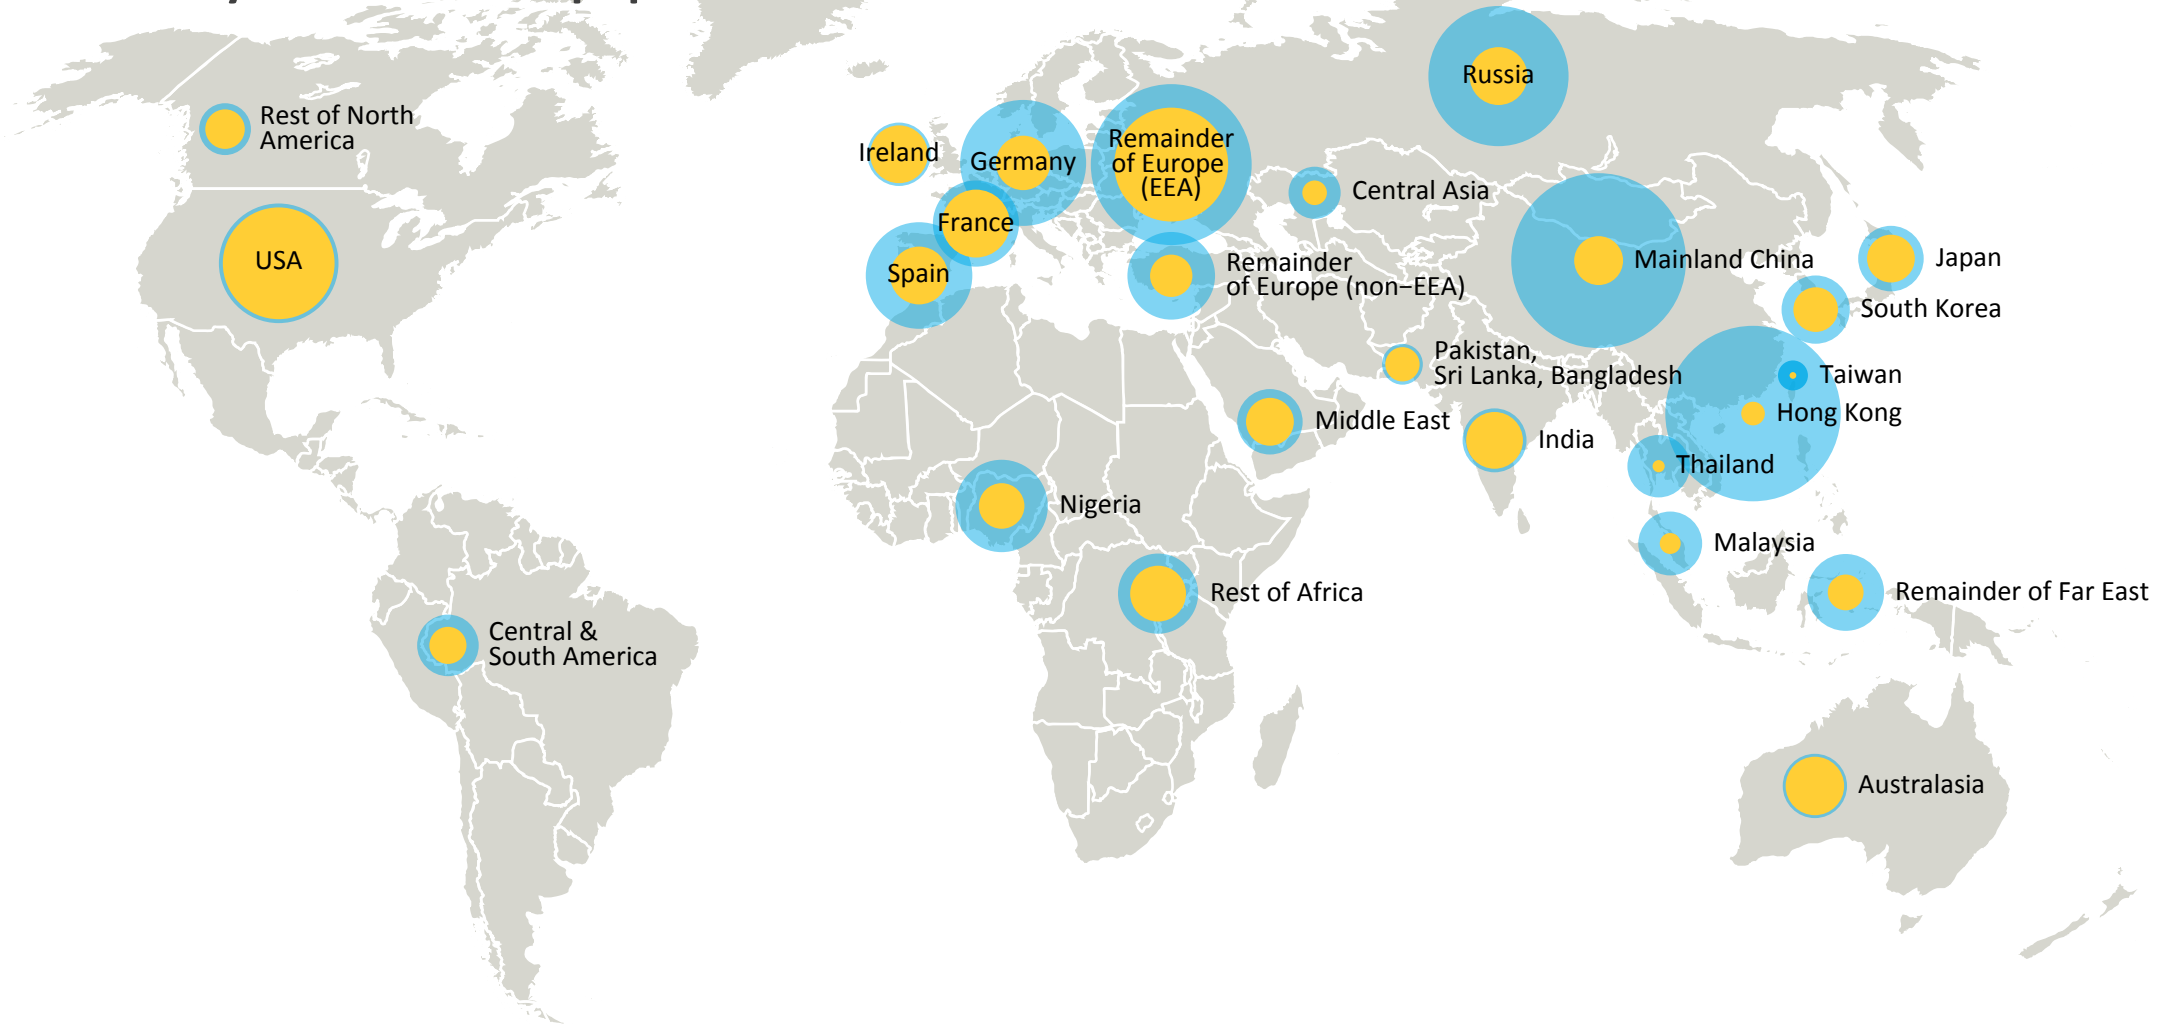 Rest of North
America
USA
Central &
South America
Ireland
Germany
France
Spain
Remainder
of Europe
(EEA)
Remainder
of Europe (non–EEA)
Russia
Central Asia
Mainland China
Japan
South Korea
Pakistan,
Sri Lanka, Bangladesh
Taiwan
Hong Kong
Middle East
India
Thailand
Nigeria
Malaysia
Rest of Africa
Remainder of Far East
Australasia